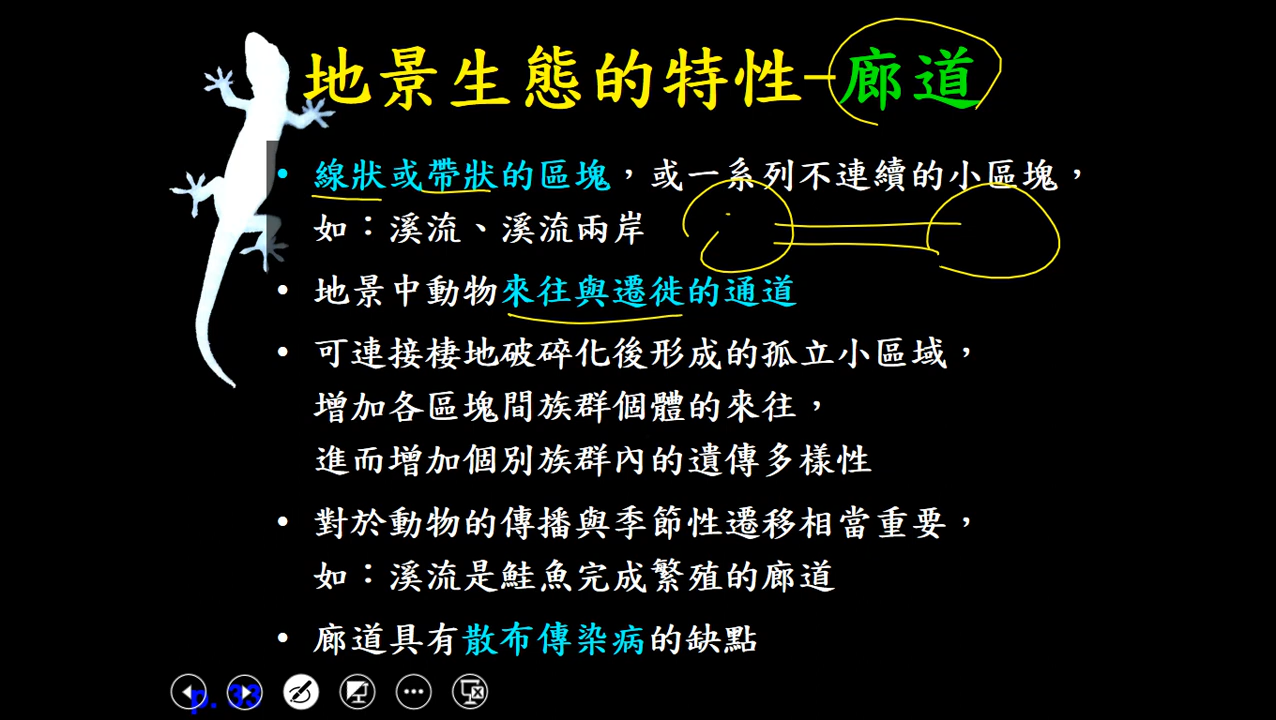 地景生態的特性-廊道
• 線狀或帶狀的區塊，或一系列不連續的小區塊，
如：溪流、溪流兩岸
• 地景中動物來往與遷徙的通道
• 可連接棲地破碎化後形成的孤立小區域，
增加各區塊間族群個體的來往，
進而增加個別族群內的遺傳多樣性
• 對於動物的傳播與季節性遷移相當重要，
如：溪流是鮭魚完成繁殖的廊道
• 廊道具有散布傳染病的缺點
p. 33